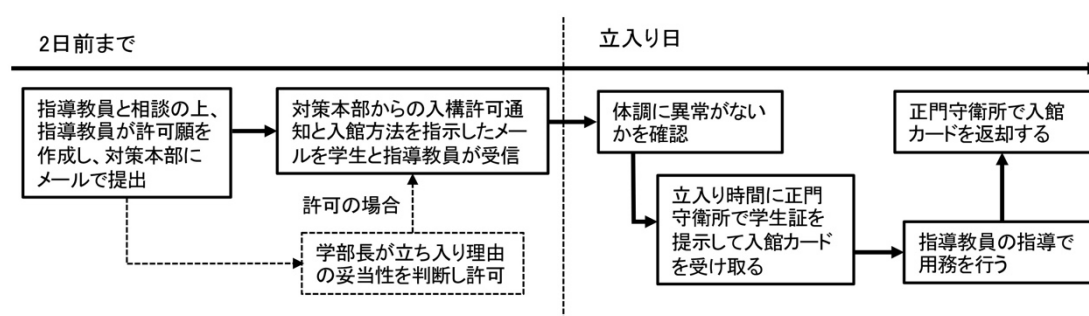 2日前まで
立入り日
指導教員と相談の上、
指導教員が許可願を
作成し、対策本部に
メールで提出
対策本部からの入構許可通
知と入館方法を指示したメー
ルを学生と指導教員が受信
許可の場合
学部長が立ち入り理由
の妥当性を判断し許可
体調に異常がない
かを確認
立入り時間に正門
守衛所で学生証を
提示して入館カード
を受け取る
指導教員の指導で
用務を行う
正門守衛所で入館
カードを返却する